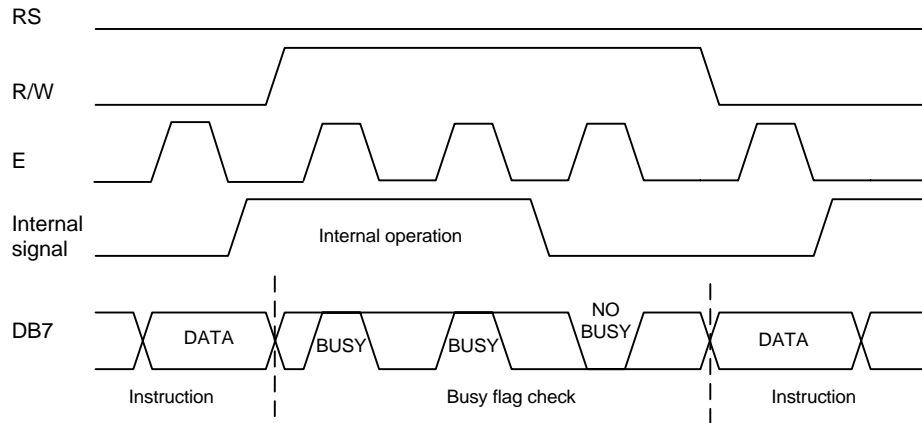 RS
R/W
E
Internal
signal
Internal operation
DB7
DATA
BUSY
BUSY
NO
BUSY
DATA
Instruction
Busy flag check
Instruction